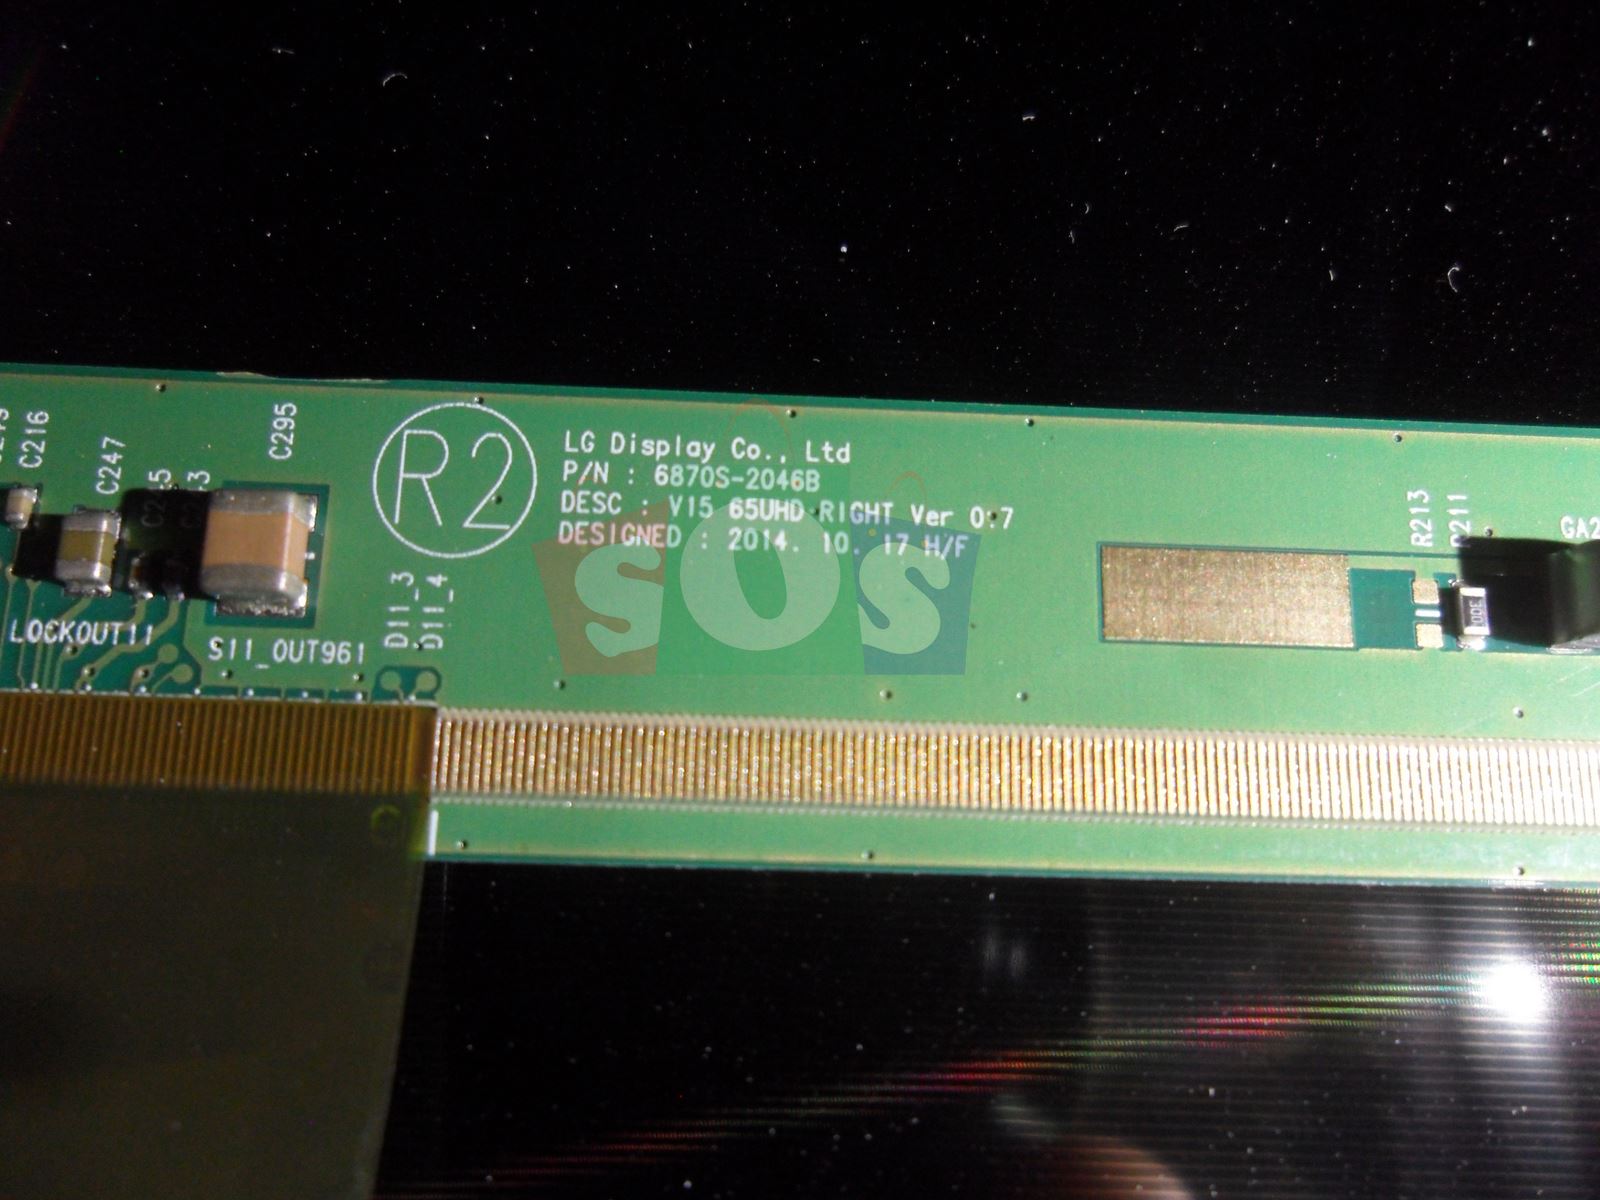 C216
C247
C295
R2
LG Display Co., Ltd
P/N : 6870S-2046B
DESC : V15 65UHD RIGHT Ver 0.7
DESIGNED : 2014. 10. 17 H/F
SOS
D11_3
D11_4
LOCKOUT11
S11_OUT961
R213
GA2